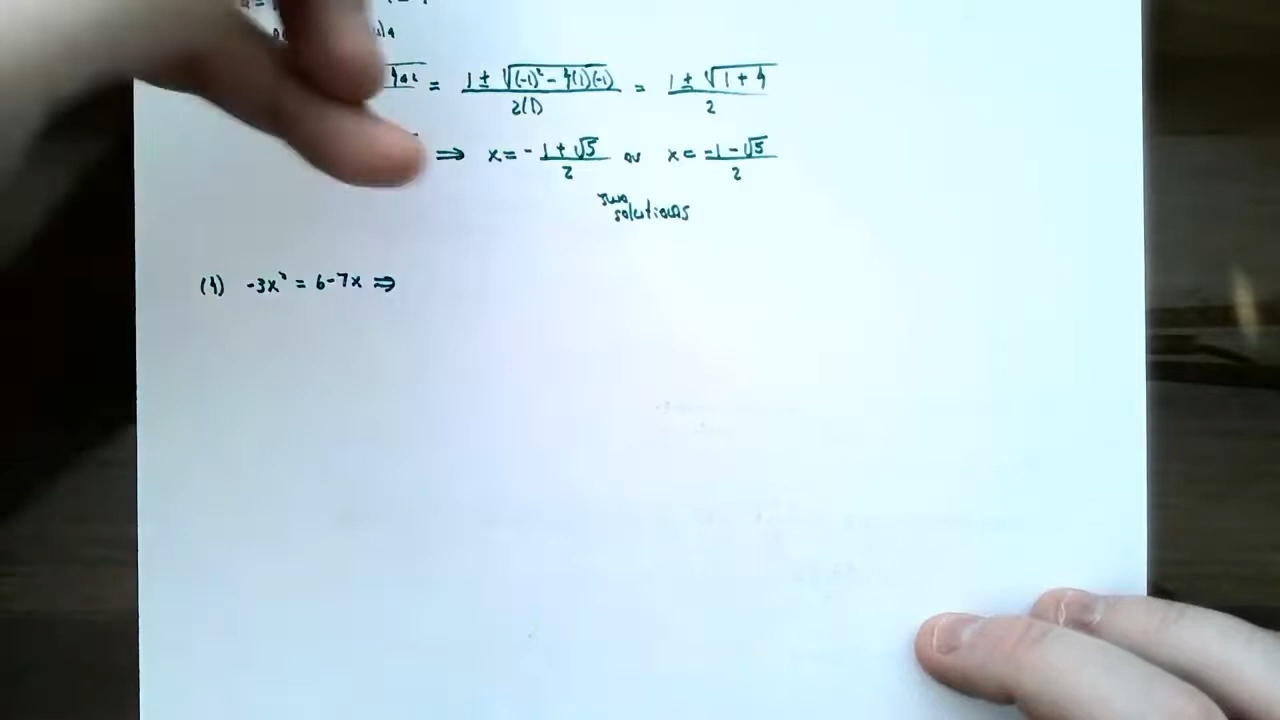 = 1 ± √(-1)² - 4(1)(-1) / 2(1) = 1 ± √1 + 4 / 2
⇒ x = - 1 + √5 / 2 or x = -1 - √5 / 2
two
solutions
(4) -3x² = 6-7x ⇒